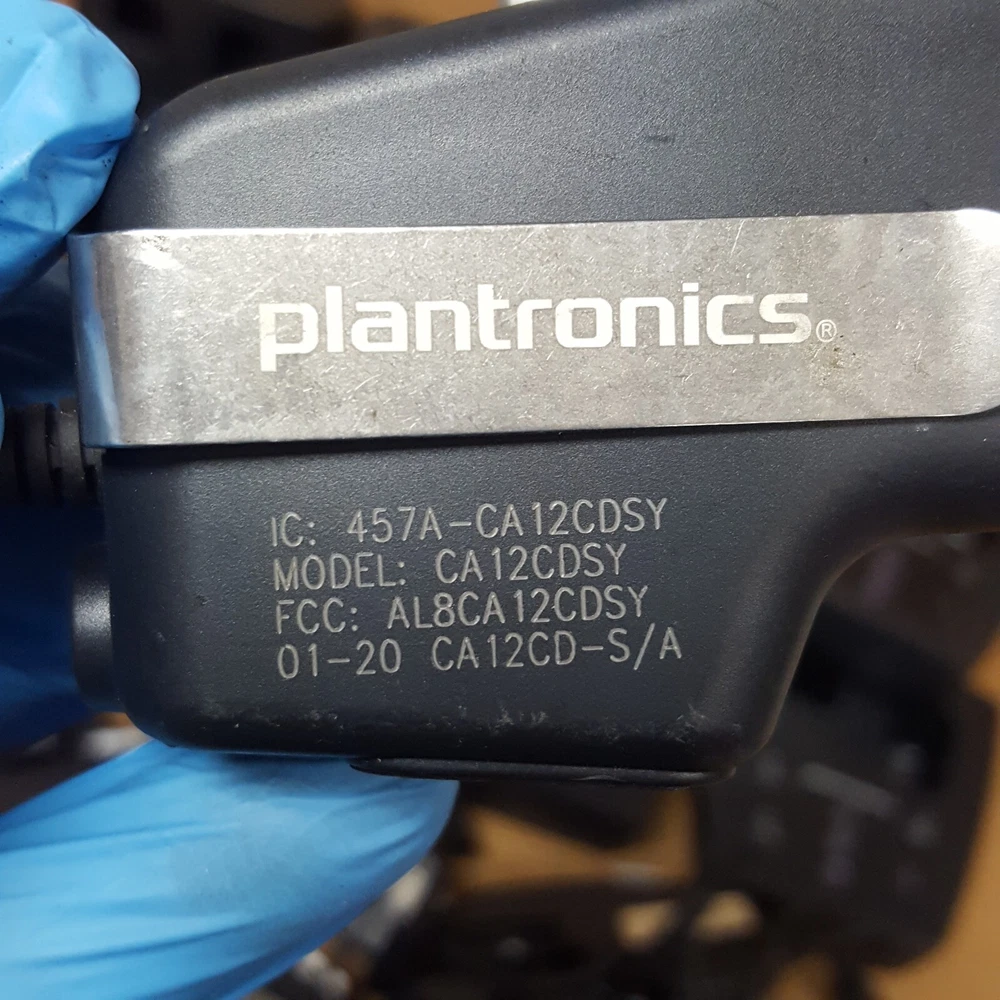 plantronics®
IC: 457A-CA12CDSY
MODEL: CA12CDSY
FCC: AL8CA12CDSY
01-20 CA12CD-S/A